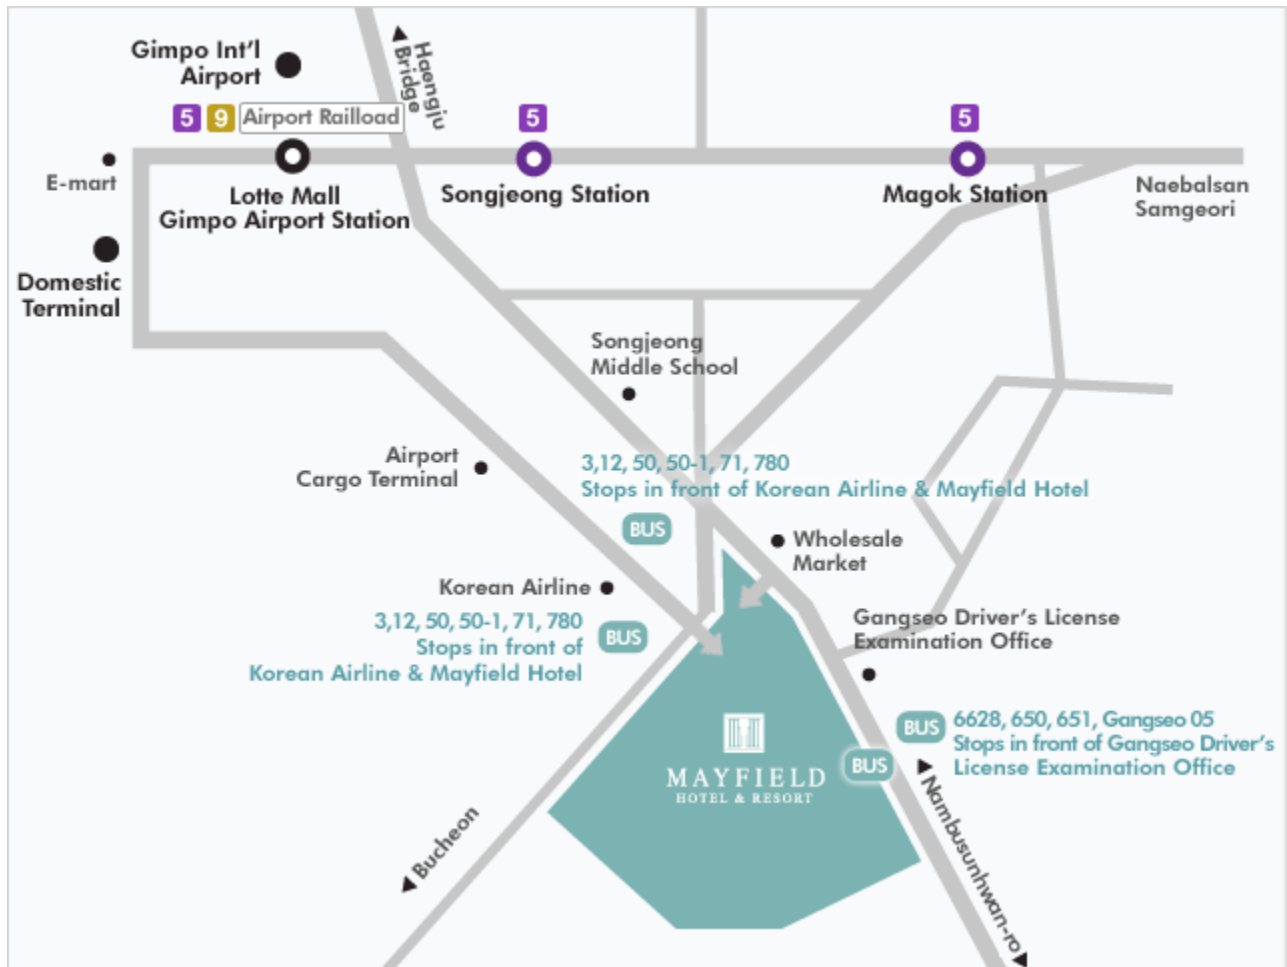 Gimpo Int'l
Airport
Haengju
Bridge
5 9 Airport Railload
5
5
E-mart
Lotte Mall
Gimpo Airport Station
Songjeong Station
Magok Station
Naebalsan
Samgeori
Domestic
Terminal
Songjeong
Middle School
Airport
Cargo Terminal
3,12, 50, 50-1, 71, 780
Stops in front of Korean Airline & Mayfield Hotel
BUS
Wholesale
Market
Korean Airline
3,12, 50, 50-1, 71, 780
Stops in front of
Korean Airline & Mayfield Hotel
BUS
Gangseo Driver's License
Examination Office
BUS
6628, 650, 651, Gangseo 05
Stops in front of Gangseo Driver's
License Examination Office
BUS
MAYFIELD
HOTEL & RESORT
Bucheon
Nambusunhwan-ro